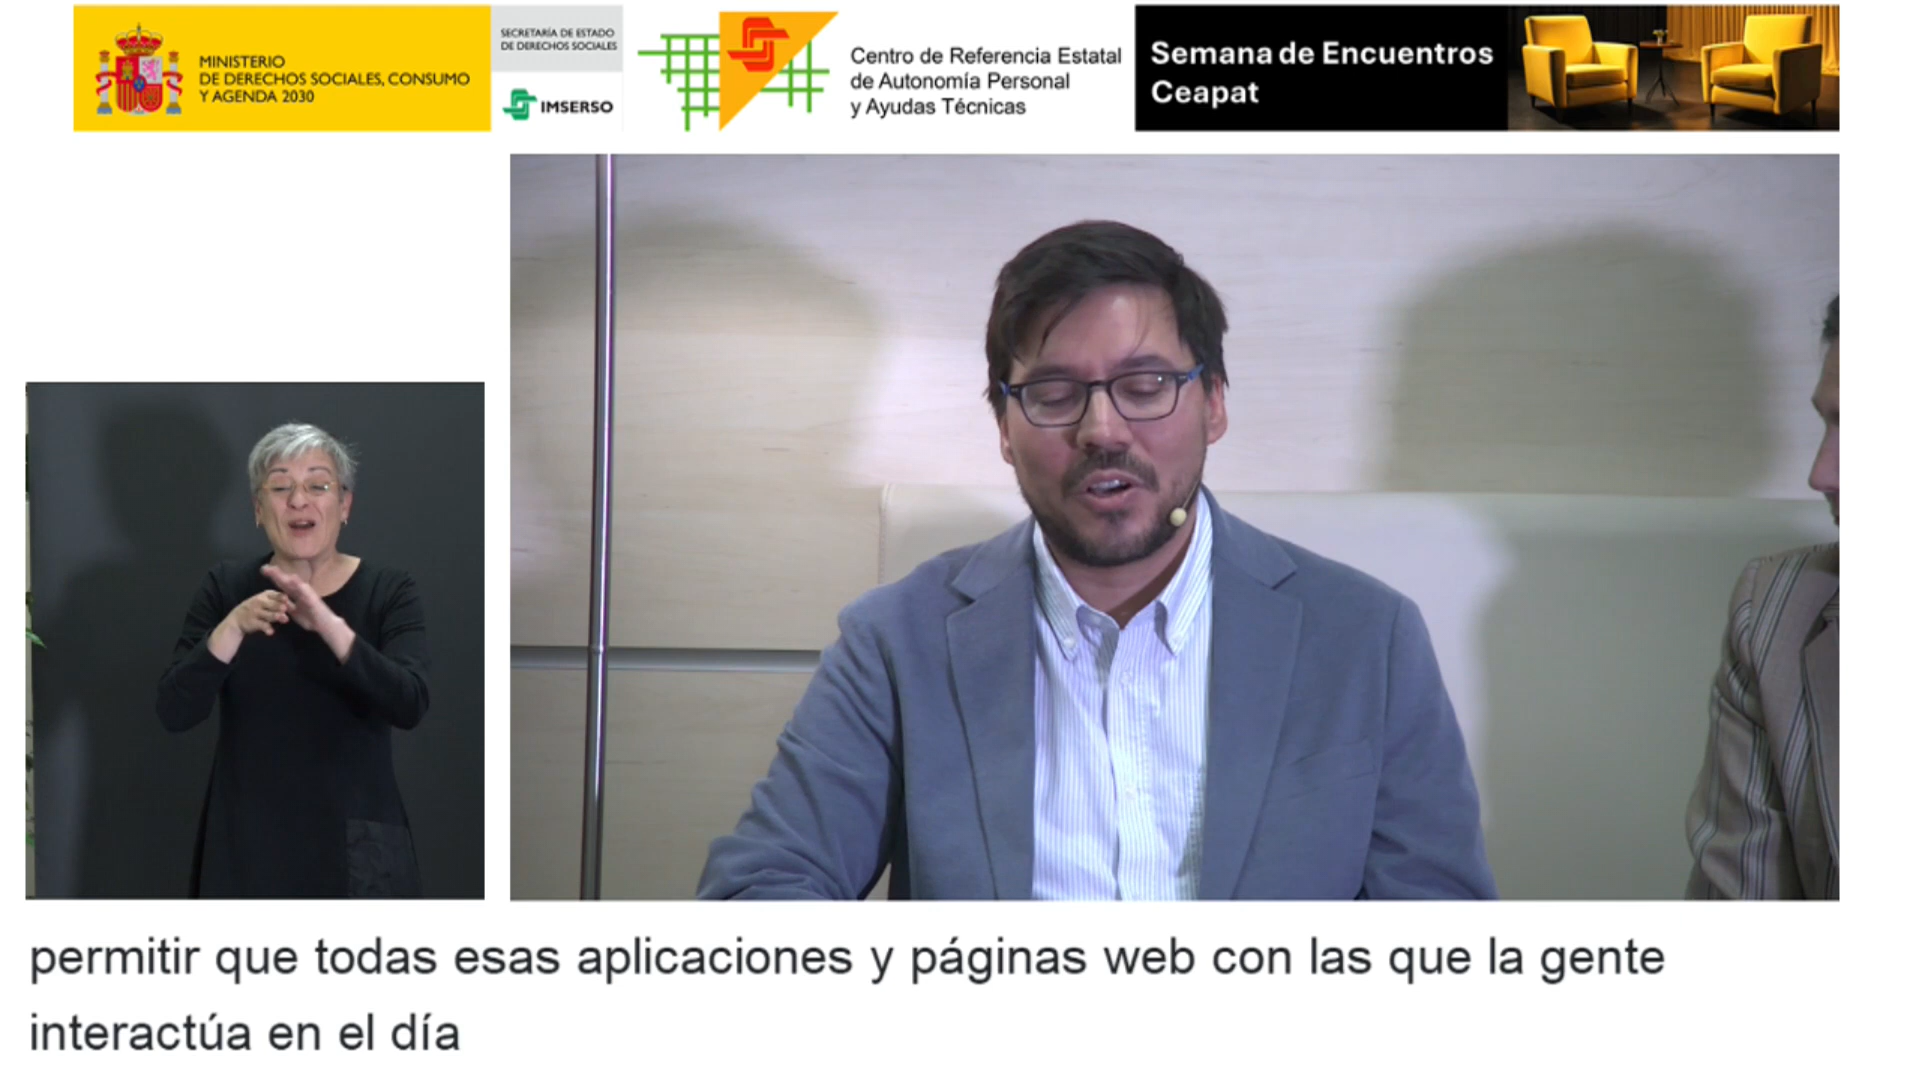 MINISTERIO
DE DERECHOS SOCIALES, CONSUMO
Y AGENDA 2030
SECRETARÍA DE ESTADO
DE DERECHOS SOCIALES
IMSERSO
Centro de Referencia Estatal
de Autonomía Personal
y Ayudas Técnicas
Semana de Encuentros
Ceapat
permitir que todas esas aplicaciones y páginas web con las que la gente
interactúa en el día